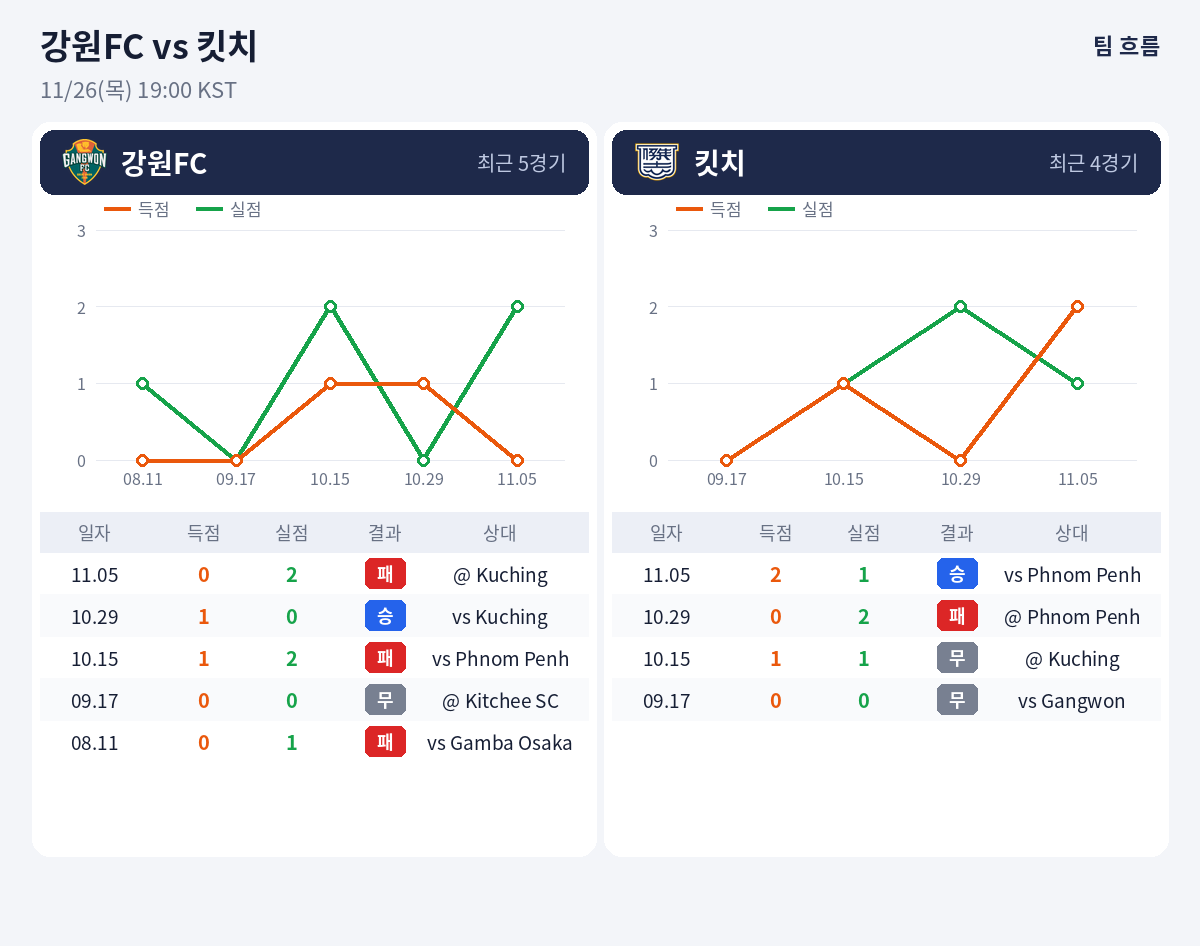 강원FC vs 킷치
팀 흐름
11/26(목) 19:00 KST
GANGWON FC
강원FC
최근 5경기
득점 실점
3
2
1
0
08.11 09.17 10.15 10.29 11.05
일자 득점 실점 결과 상대
11.05 0 2 패 @ Kuching
10.29 1 0 승 vs Kuching
10.15 1 2 패 vs Phnom Penh
09.17 0 0 무 @ Kitchee SC
08.11 0 1 패 vs Gamba Osaka
킷치
최근 4경기
득점 실점
3
2
1
0
09.17 10.15 10.29 11.05
일자 득점 실점 결과 상대
11.05 2 1 승 vs Phnom Penh
10.29 0 2 패 @ Phnom Penh
10.15 1 1 무 @ Kuching
09.17 0 0 무 vs Gangwon